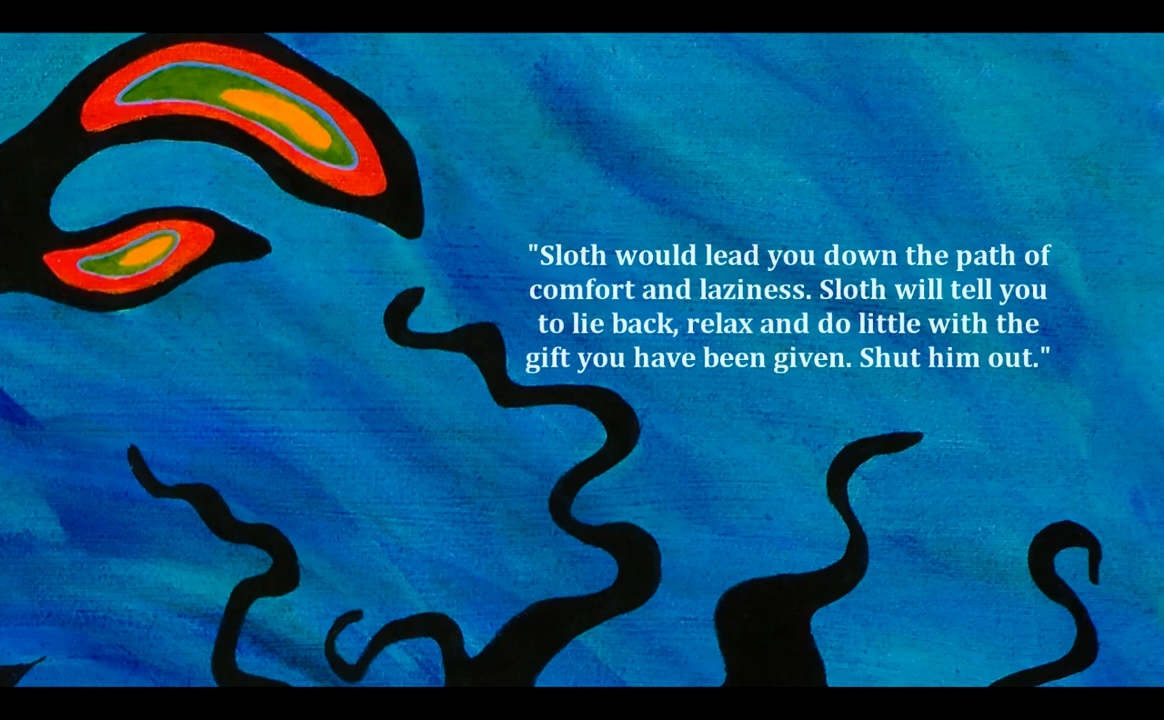 "Sloth would lead you down the path of
comfort and laziness. Sloth will tell you
to lie back, relax and do little with the
gift you have been given. Shut him out."